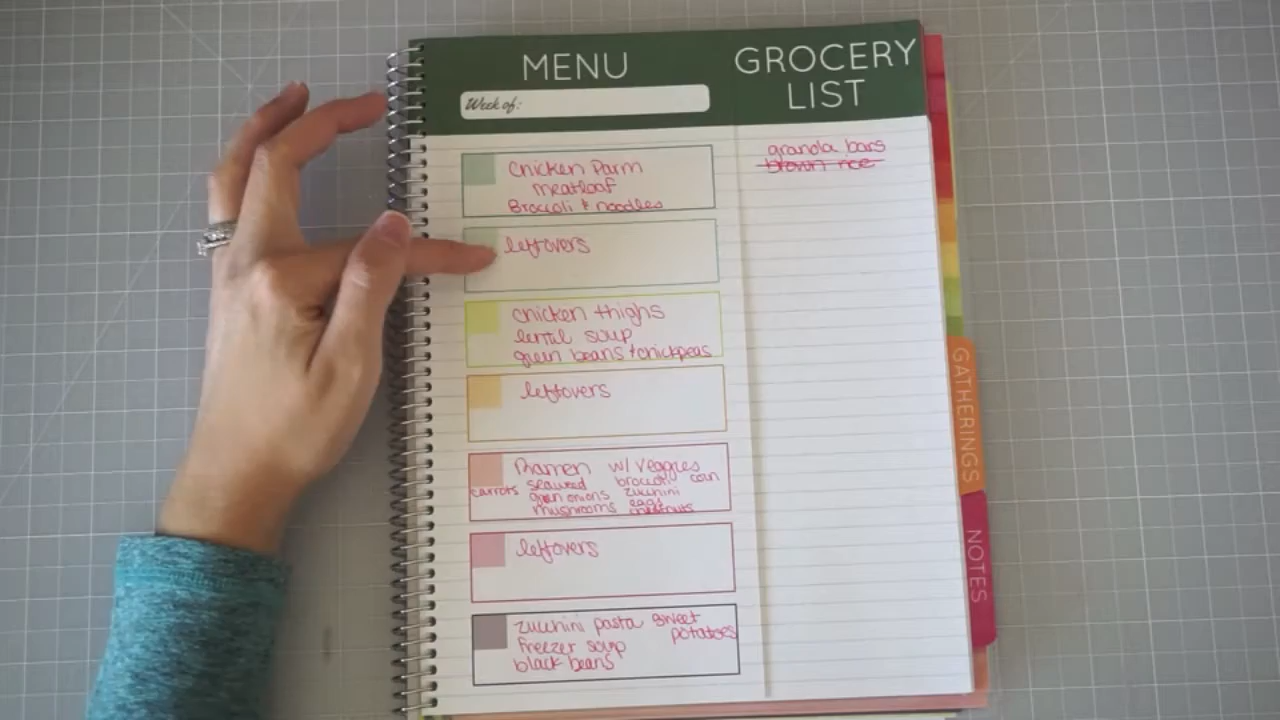 MENU
GROCERY
LIST
Week of:
Chicken Parm
meatloaf
Broccoli & noodles
leftovers
chicken thighs
lentil soup
green beans + chickpeas
leftovers
Ramen w/ veggies
carrots seaweed broccoli corn
green onions zucchini
mushrooms eggs
leftovers
zucchini pasta sweet
potatoes
freezer soup
black beans
granola bars
brown rice
GATHERINGS
NOTES